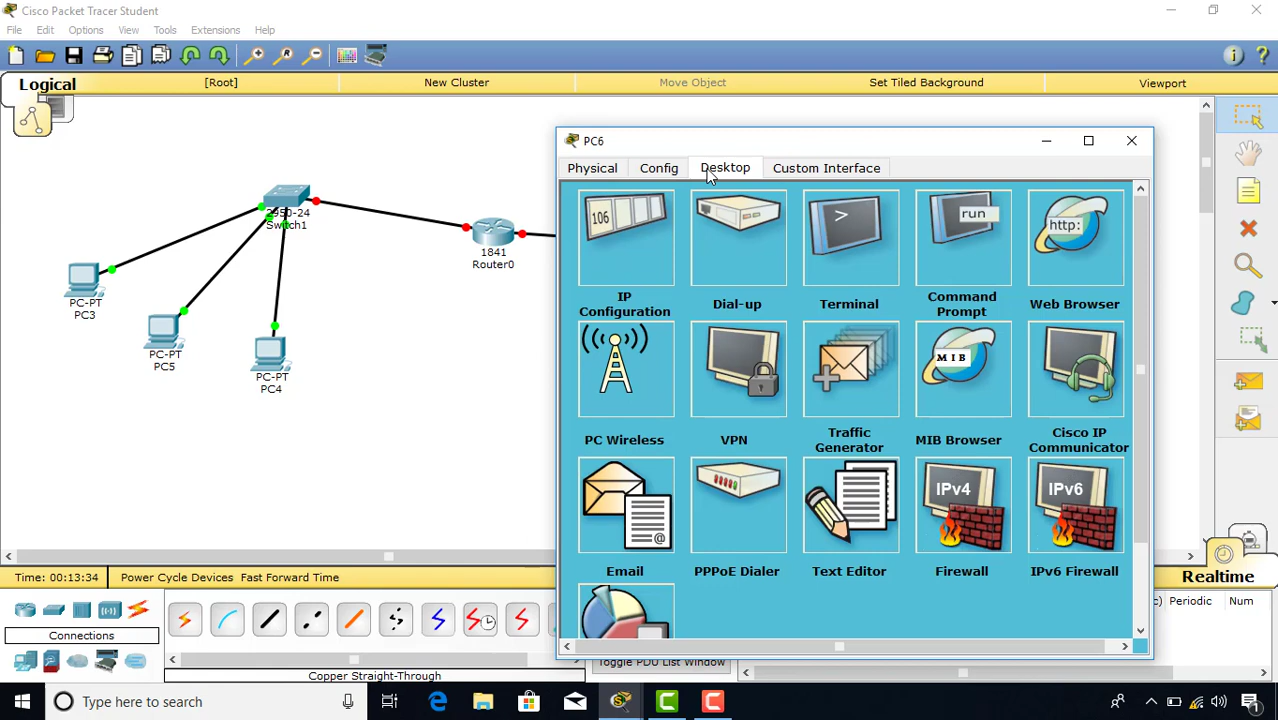 Cisco Packet Tracer Student
File Edit Options View Tools Extensions Help
Logical [Root] New Cluster Move Object Set Tiled Background Viewport
PC6
Physical Config Desktop Custom Interface
106
>
run
http:
IP Configuration
Dial-up
Terminal
Command Prompt
Web Browser
MIB
PC Wireless
VPN
Traffic Generator
MIB Browser
Cisco IP Communicator
@
IPv4
IPv6
Email
PPPoE Dialer
Text Editor
Firewall
IPv6 Firewall
2950-24
Switch1
1841
Router0
PC-PT
PC3
PC-PT
PC5
PC-PT
PC4
Time: 00:13:34 Power Cycle Devices Fast Forward Time
Realtime
Periodic Num
Connections
Copper Straight-Through
Toggle PDU List Window
Type here to search